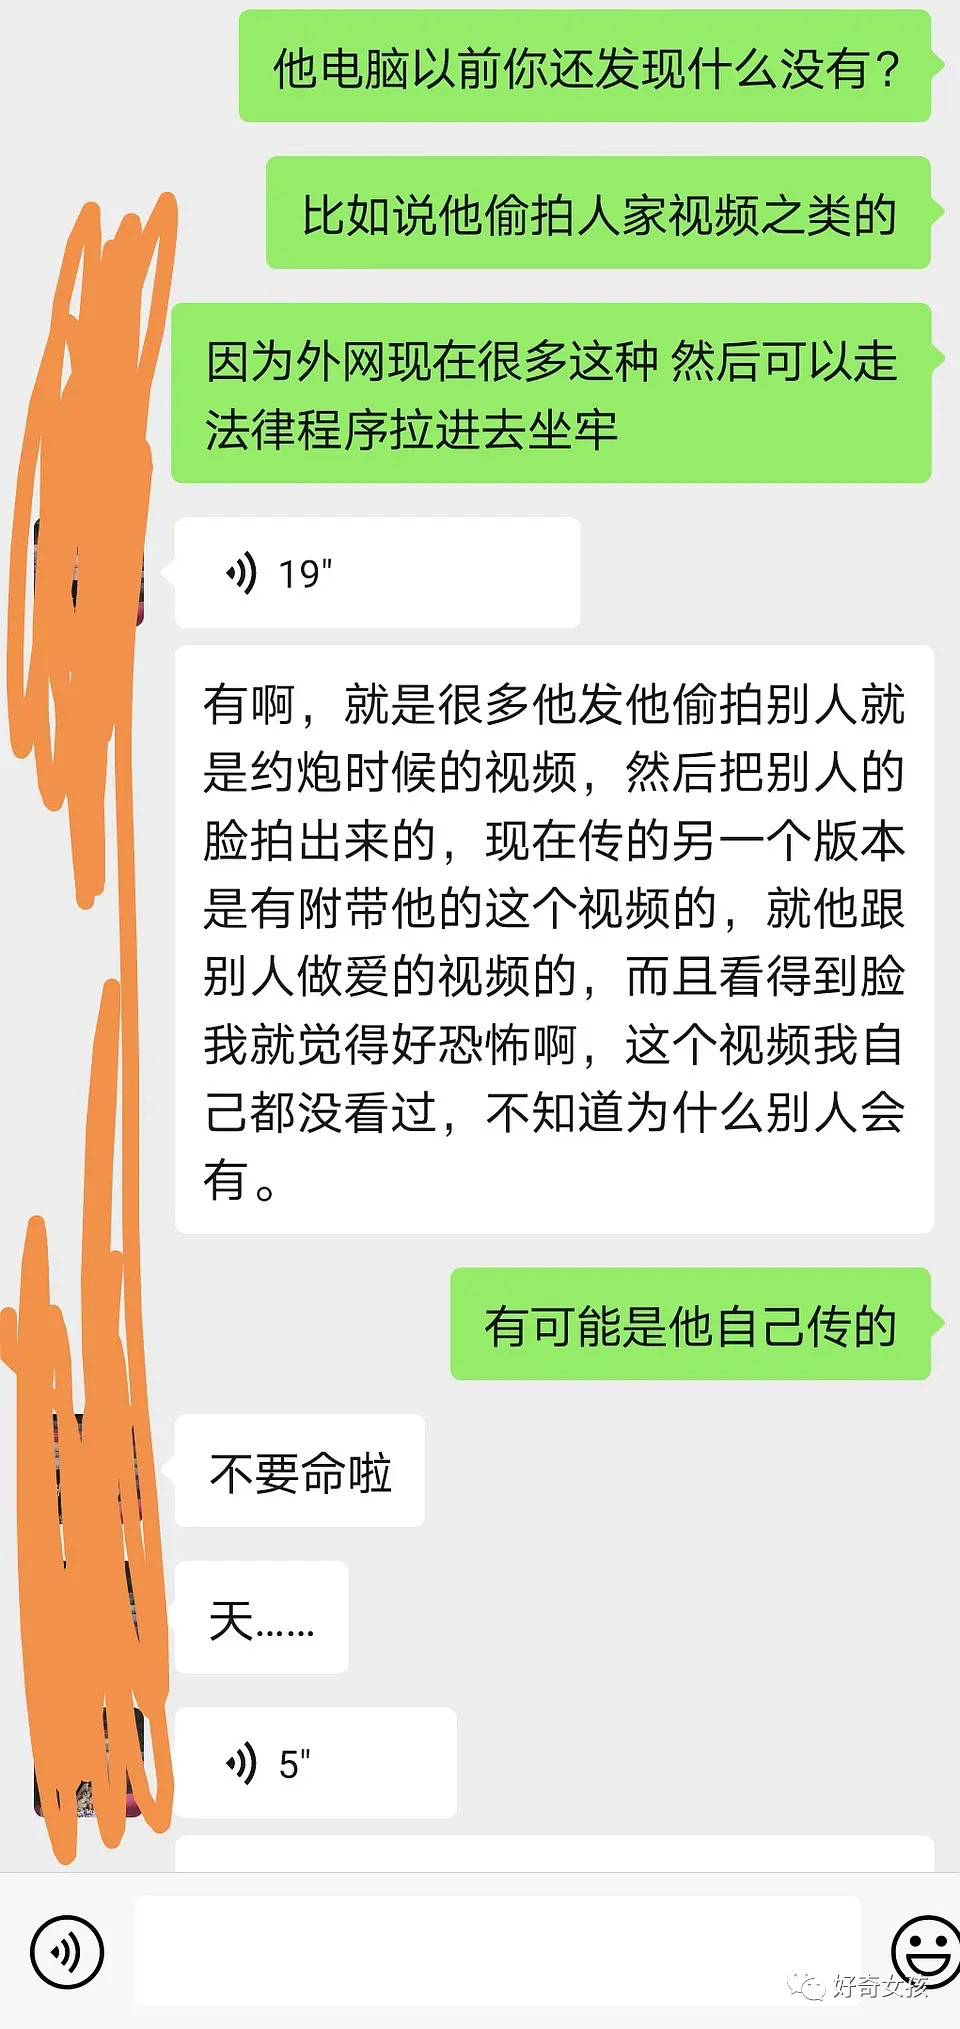 他电脑以前你还发现什么没有?
比如说他偷拍人家视频之类的
因为外网现在很多这种 然后可以走
法律程序拉进去坐牢
19"
有啊，就是很多他发他偷拍别人就
是约炮时候的视频，然后把别人的
脸拍出来的，现在传的另一个版本
是有附带他的这个视频的，就他跟
别人做爱的视频的，而且看得到脸
我就觉得好恐怖啊，这个视频我自
己都没看过，不知道为什么别人会
有。
有可能是他自己传的
不要命啦
天......
5"
好奇女孩